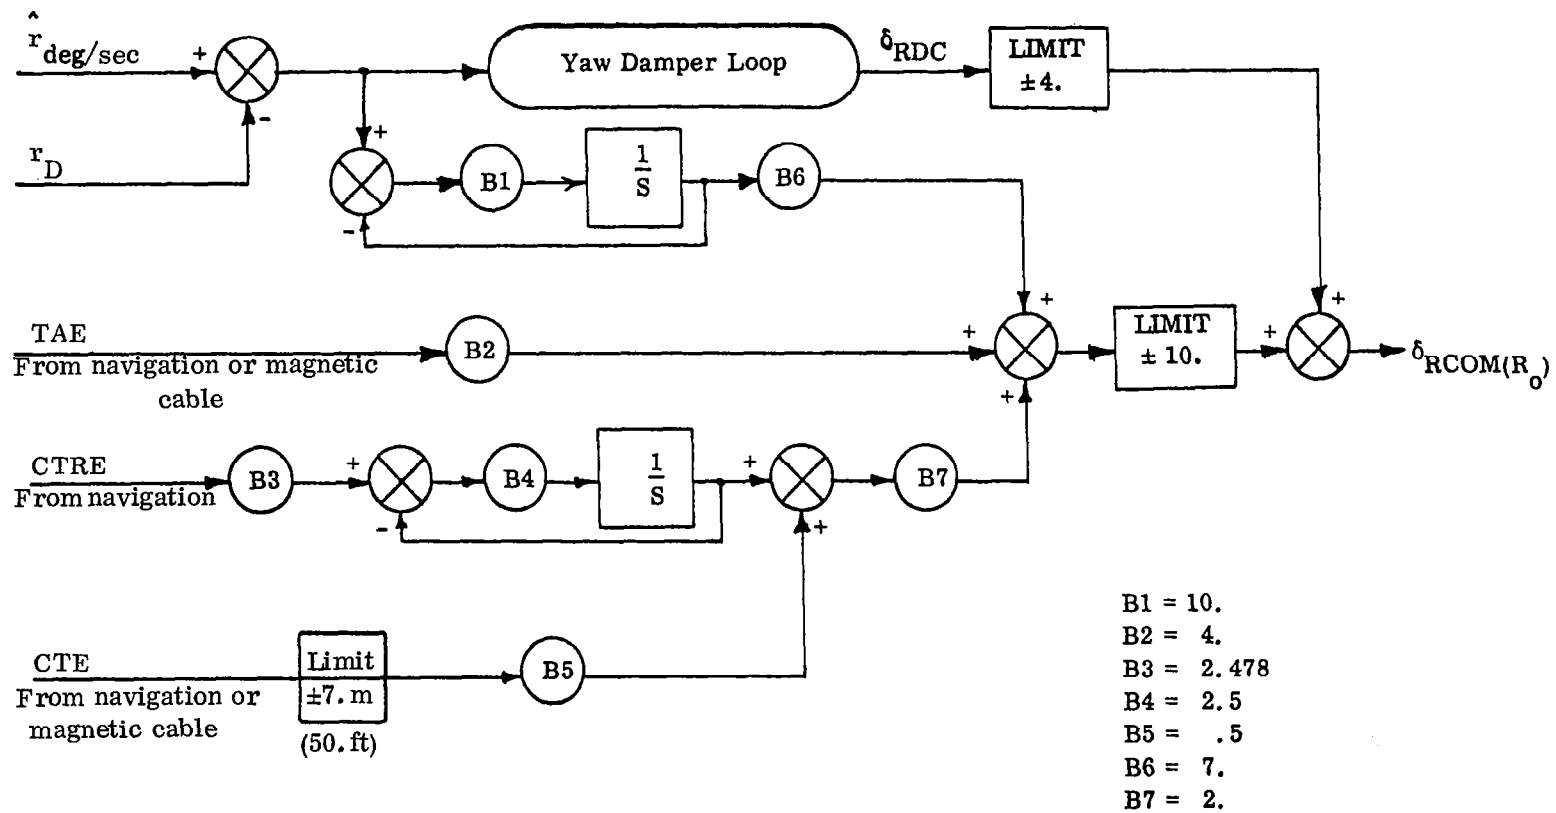 ^
r deg/sec
+
-
Yaw Damper Loop
δRDC
LIMIT
±4.
rD
+
-
B1
1
S
B6
+
TAE
From navigation or magnetic
cable
B2
+
+
LIMIT
± 10.
+
+
δRCOM(Ro)
CTRE
From navigation
B3
+
-
B4
1
S
+
+
B7
CTE
From navigation or
magnetic cable
Limit
±7. m
(50. ft)
B5
B1 = 10.
B2 = 4.
B3 = 2.478
B4 = 2.5
B5 = .5
B6 = 7.
B7 = 2.